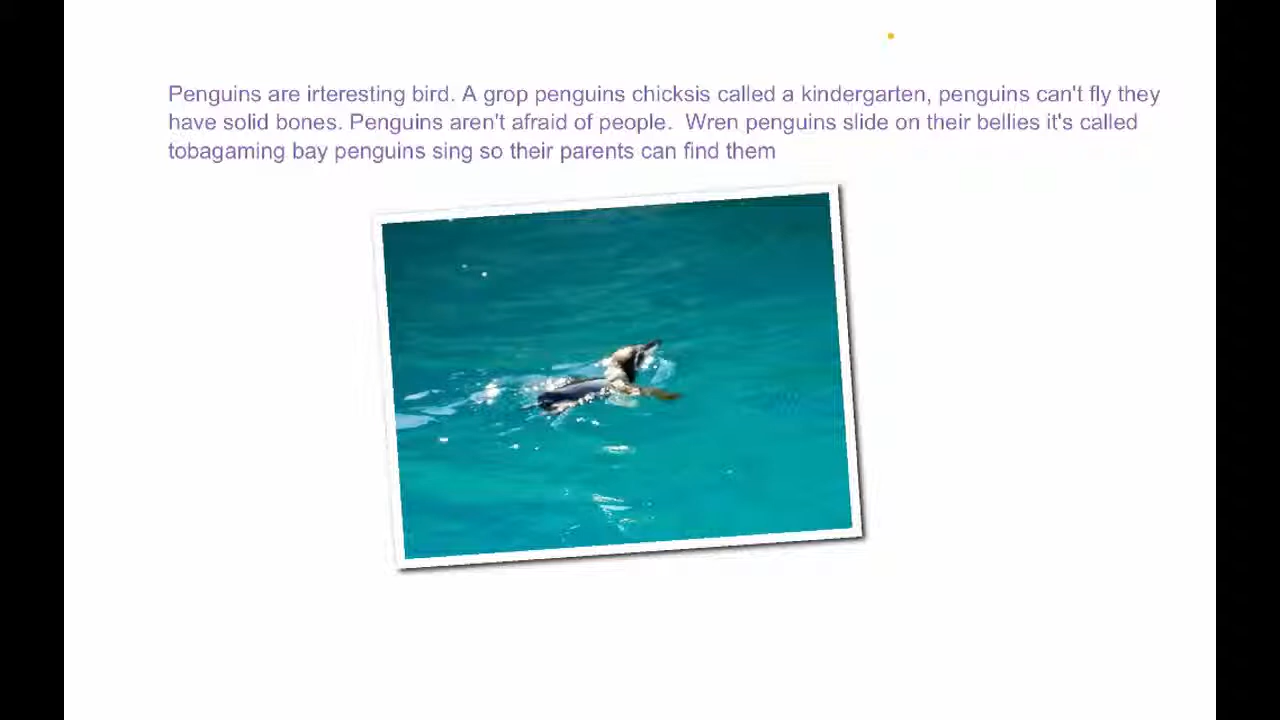 Penguins are irteresting bird. A grop penguins chicksis called a kindergarten, penguins can't fly they
have solid bones. Penguins aren't afraid of people.  Wren penguins slide on their bellies it's called
tobagaming bay penguins sing so their parents can find them